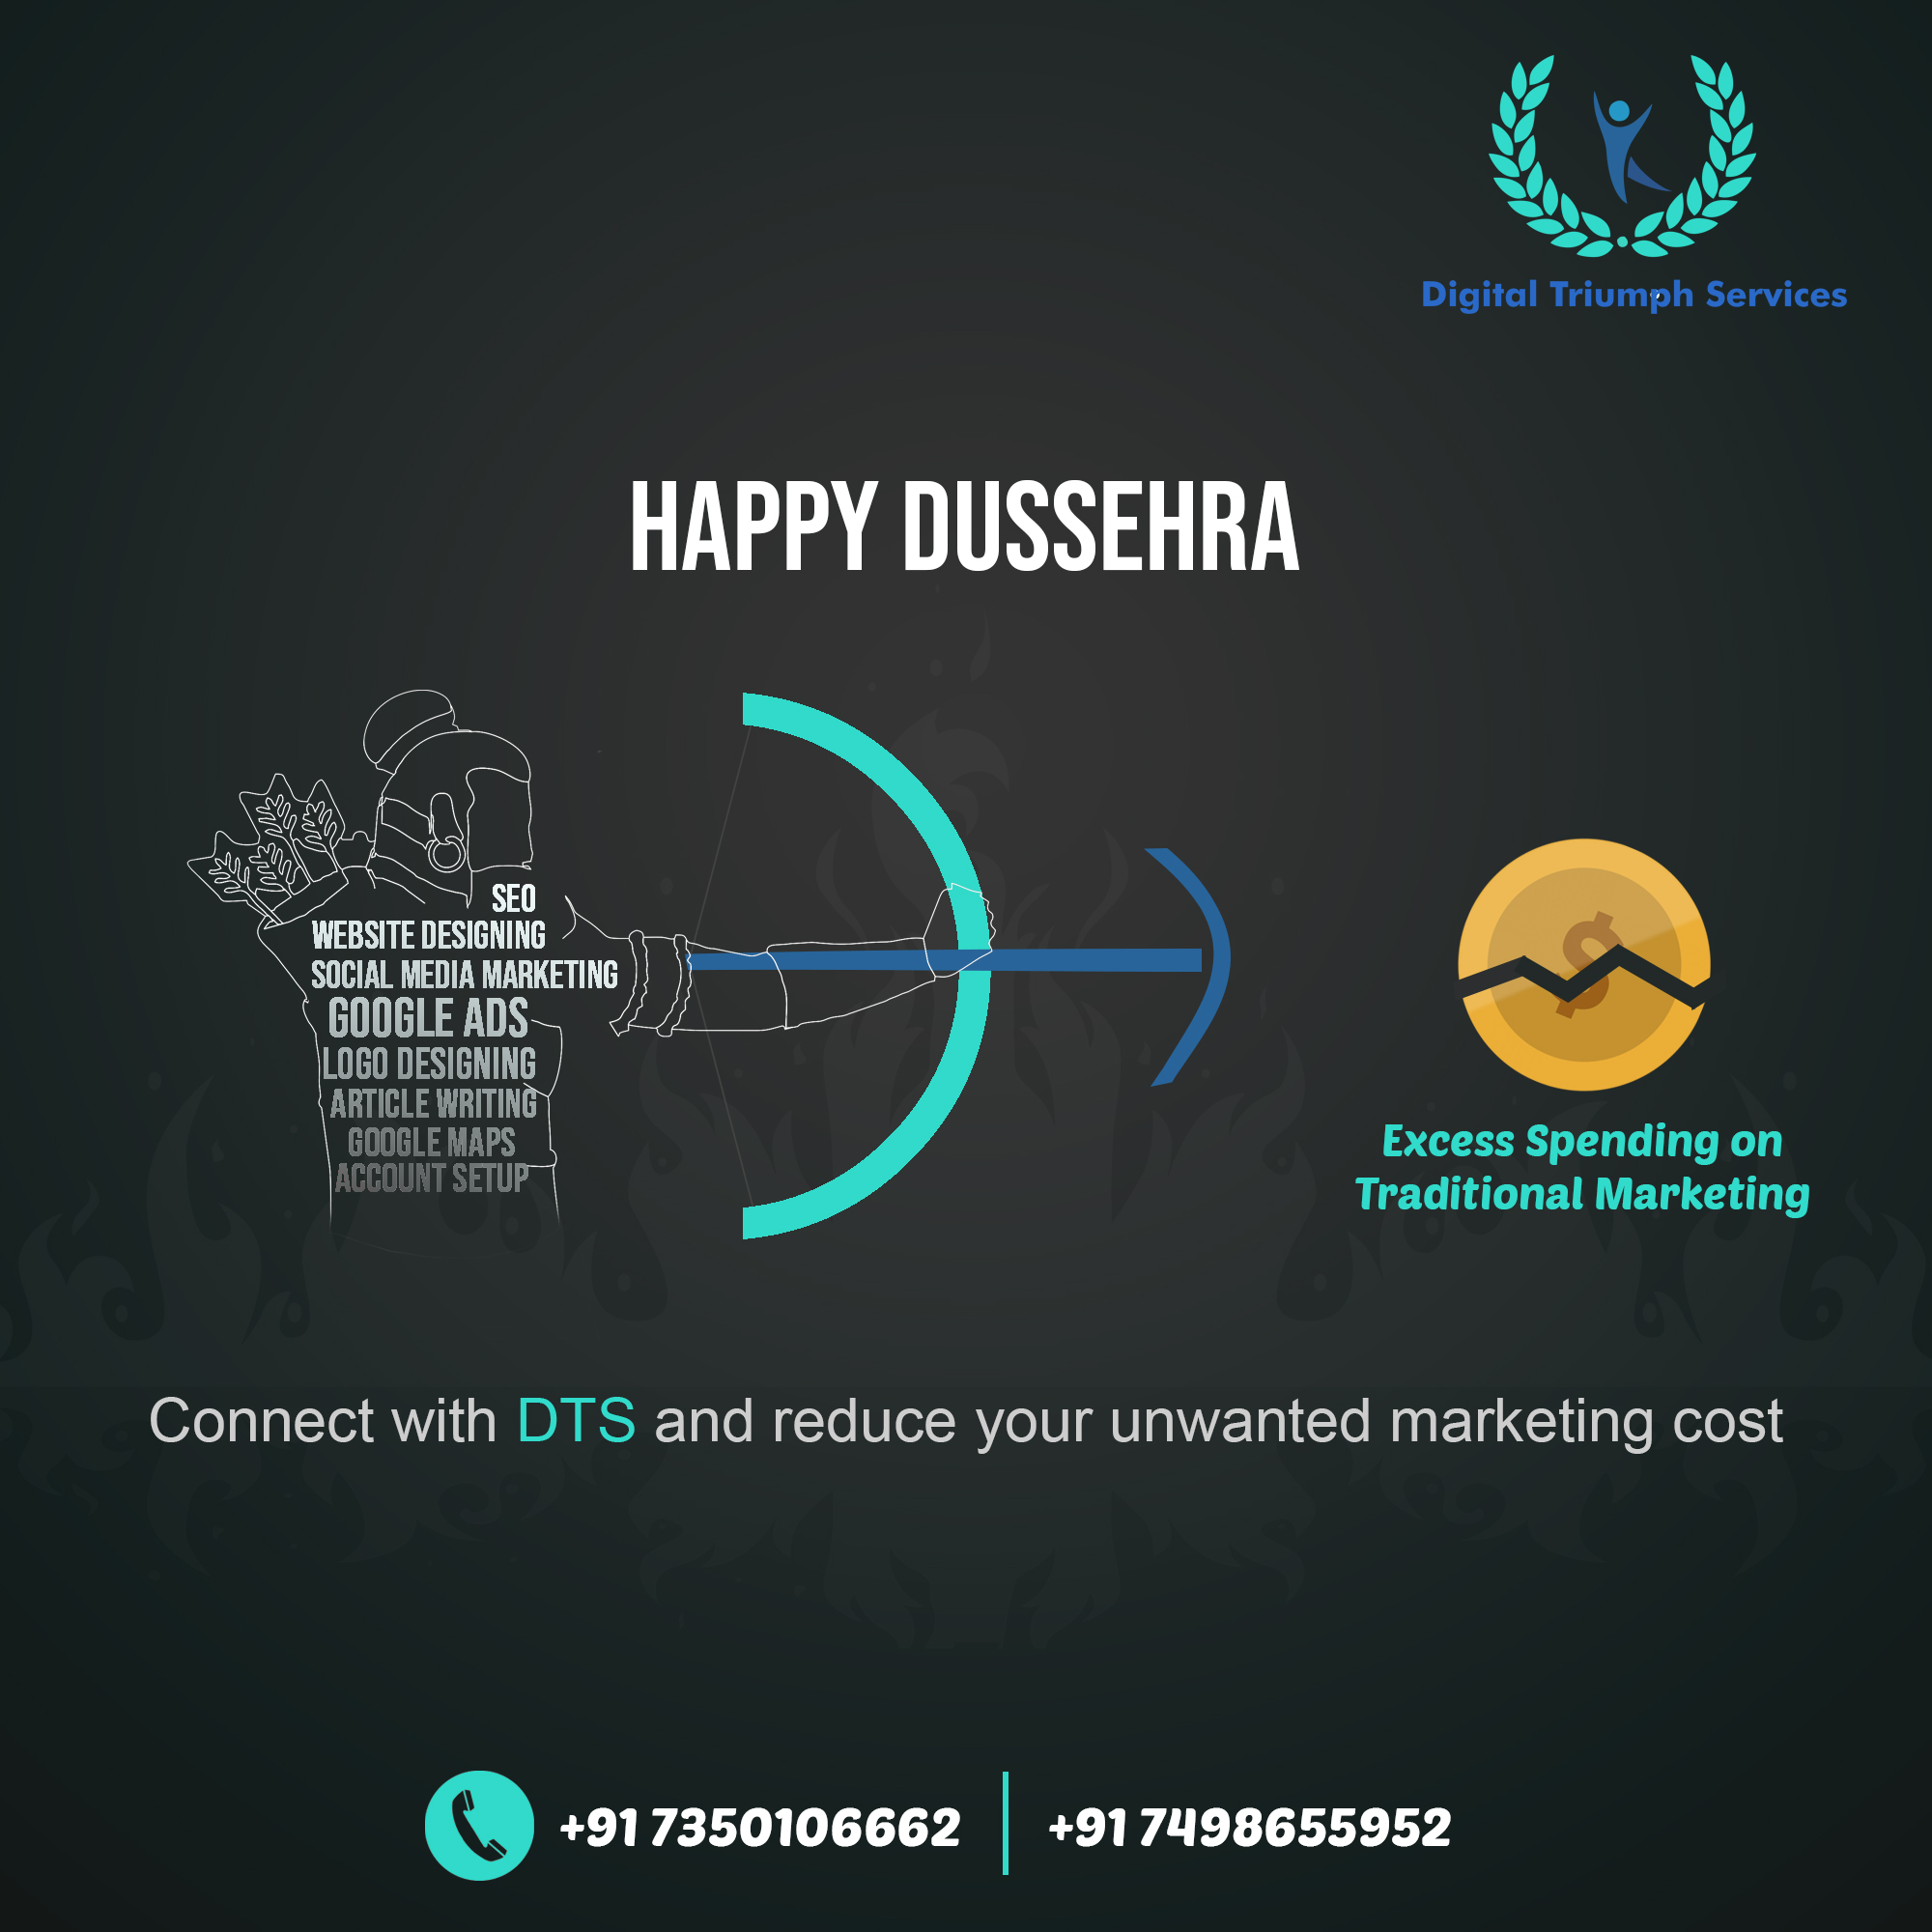 Digital Triumph Services
HAPPY DUSSEHRA
SEO
WEBSITE DESIGNING
SOCIAL MEDIA MARKETING
GOOGLE ADS
LOGO DESIGNING
ARTICLE WRITING
GOOGLE MAPS
ACCOUNT SETUP
$
Excess Spending on
Traditional Marketing
Connect with DTS and reduce your unwanted marketing cost
+91 7350106662
+91 7498655952